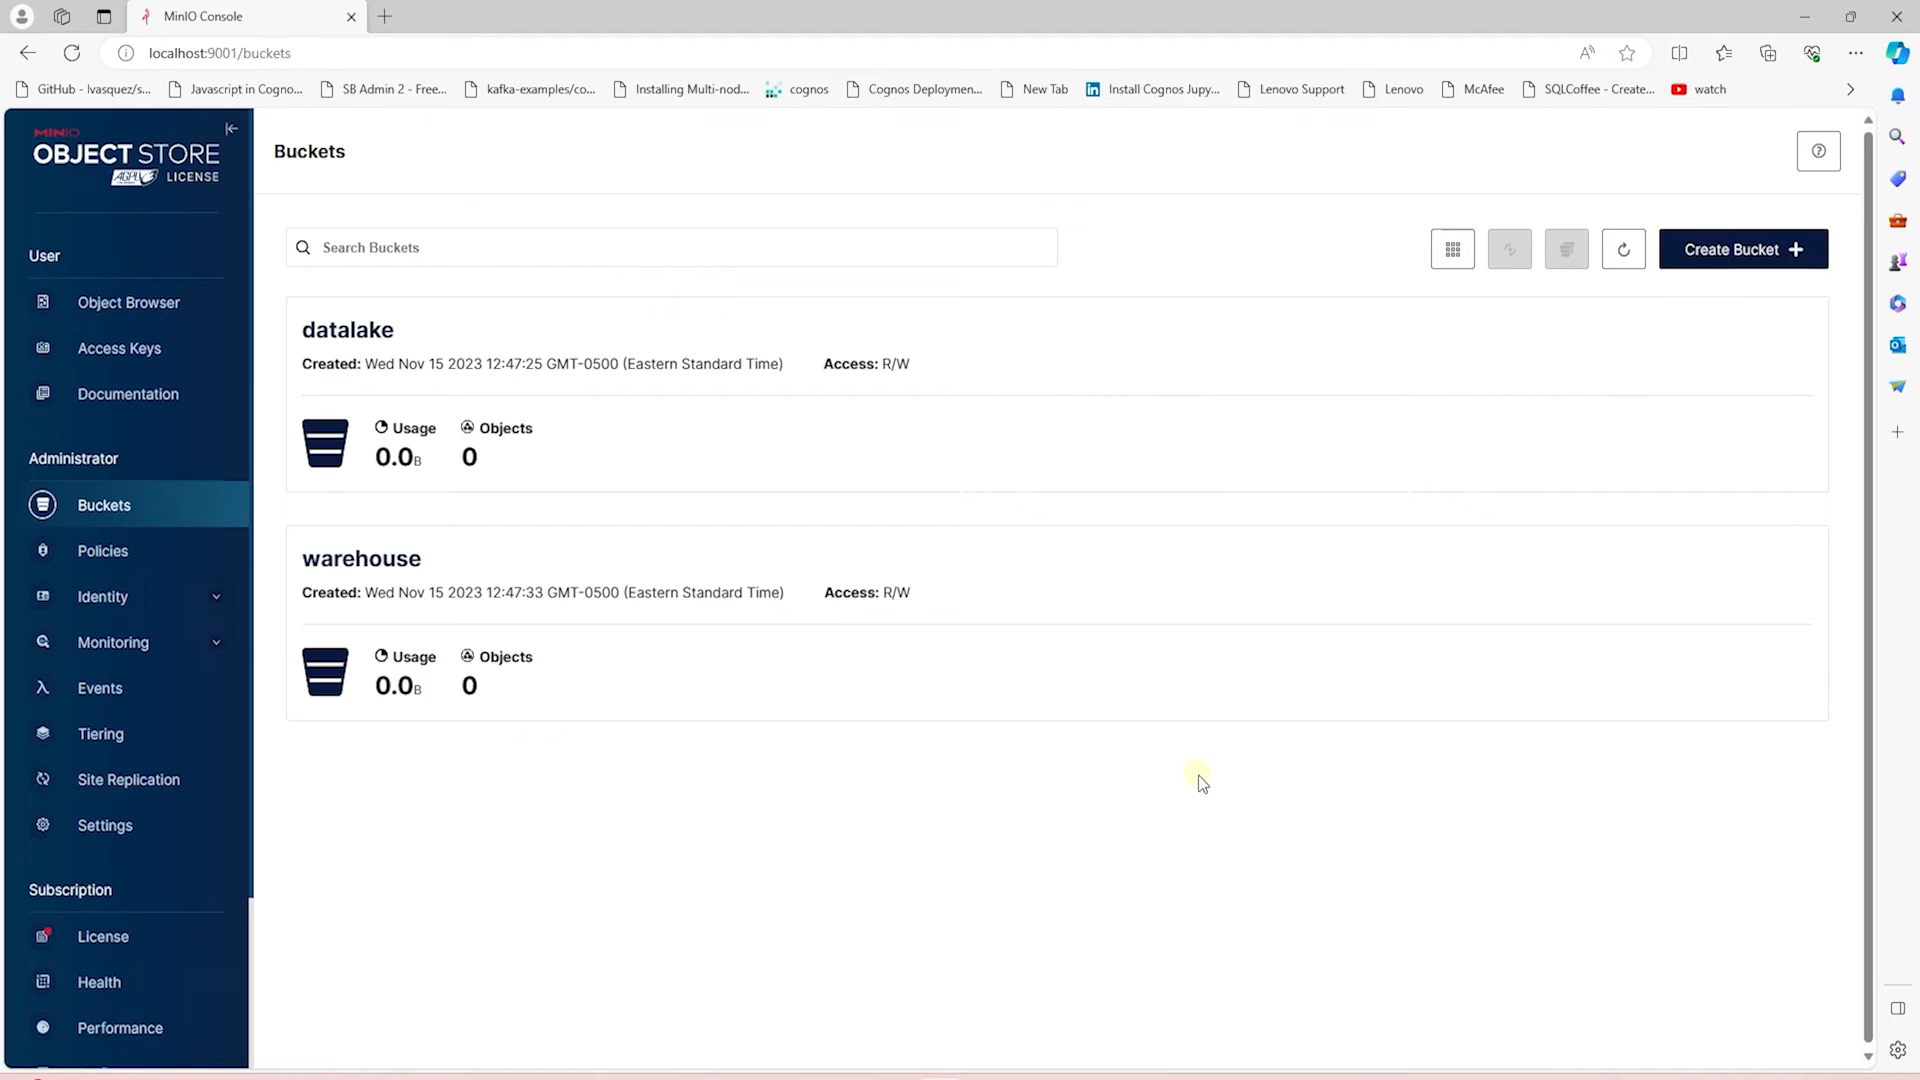 MinIO Console
localhost:9001/buckets
GitHub - lvasquez/s...
Javascript in Cogno...
SB Admin 2 - Free...
kafka-examples/co...
Installing Multi-nod...
cognos
Cognos Deploymen...
New Tab
Install Cognos Jupy...
Lenovo Support
Lenovo
McAfee
SQLCoffee - Create...
watch
MINIO
OBJECT STORE
AGPLv3 LICENSE
User
Object Browser
Access Keys
Documentation
Administrator
Buckets
Policies
Identity
Monitoring
Events
Tiering
Site Replication
Settings
Subscription
License
Health
Performance
Buckets
Search Buckets
Create Bucket
datalake
Created: Wed Nov 15 2023 12:47:25 GMT-0500 (Eastern Standard Time) Access: R/W
Usage Objects
0.0B 0
warehouse
Created: Wed Nov 15 2023 12:47:33 GMT-0500 (Eastern Standard Time) Access: R/W
Usage Objects
0.0B 0